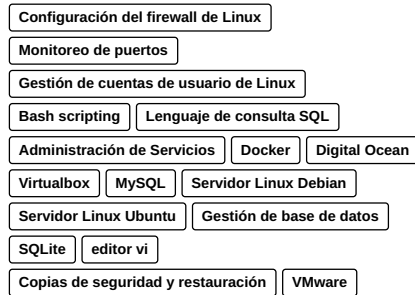 Configuración del firewall de Linux
Monitoreo de puertos
Gestión de cuentas de usuario de Linux
Bash scripting Lenguaje de consulta SQL
Administración de Servicios Docker Digital Ocean
Virtualbox MySQL Servidor Linux Debian
Servidor Linux Ubuntu Gestión de base de datos
SQLite editor vi
Copias de seguridad y restauración VMware